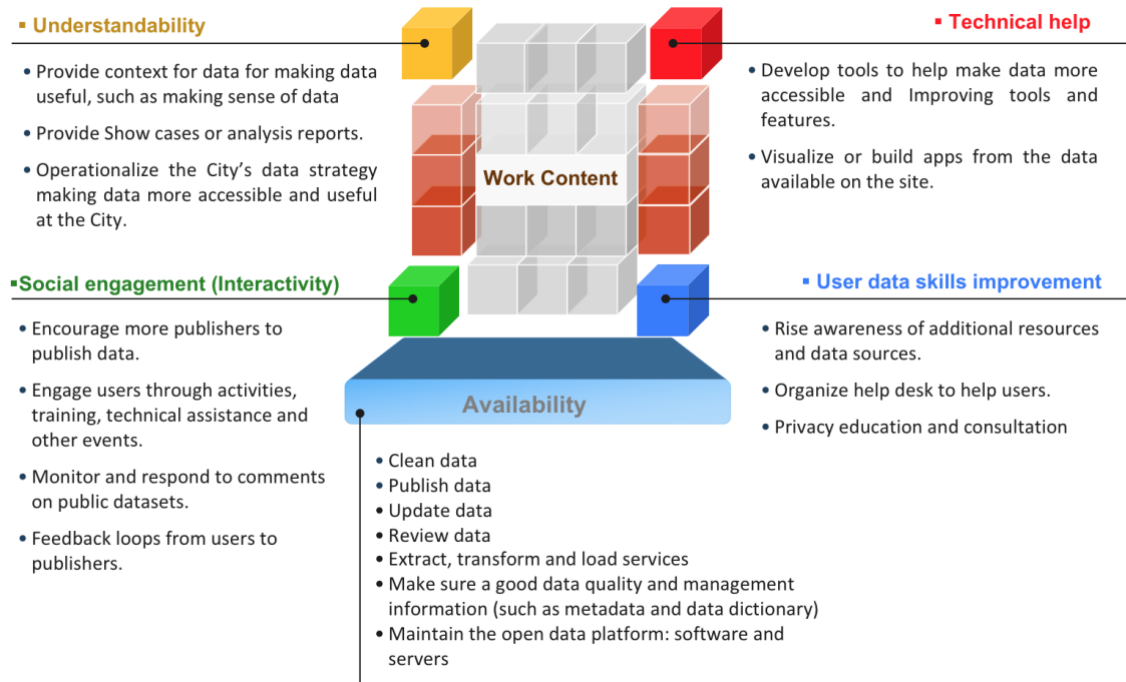 ▪ Understandability
• Provide context for data for making data
useful, such as making sense of data
• Provide Show cases or analysis reports.
• Operationalize the City's data strategy
making data more accessible and useful
at the City.
▪ Technical help
• Develop tools to help make data more
accessible and Improving tools and
features.
• Visualize or build apps from the data
available on the site.
Work Content
▪Social engagement (Interactivity)
• Encourage more publishers to
publish data.
• Engage users through activities,
training, technical assistance and
other events.
• Monitor and respond to comments
on public datasets.
• Feedback loops from users to
publishers.
▪ User data skills improvement
• Rise awareness of additional resources
and data sources.
• Organize help desk to help users.
• Privacy education and consultation
Availability
• Clean data
• Publish data
• Update data
• Review data
• Extract, transform and load services
• Make sure a good data quality and management
information (such as metadata and data dictionary)
• Maintain the open data platform: software and
servers